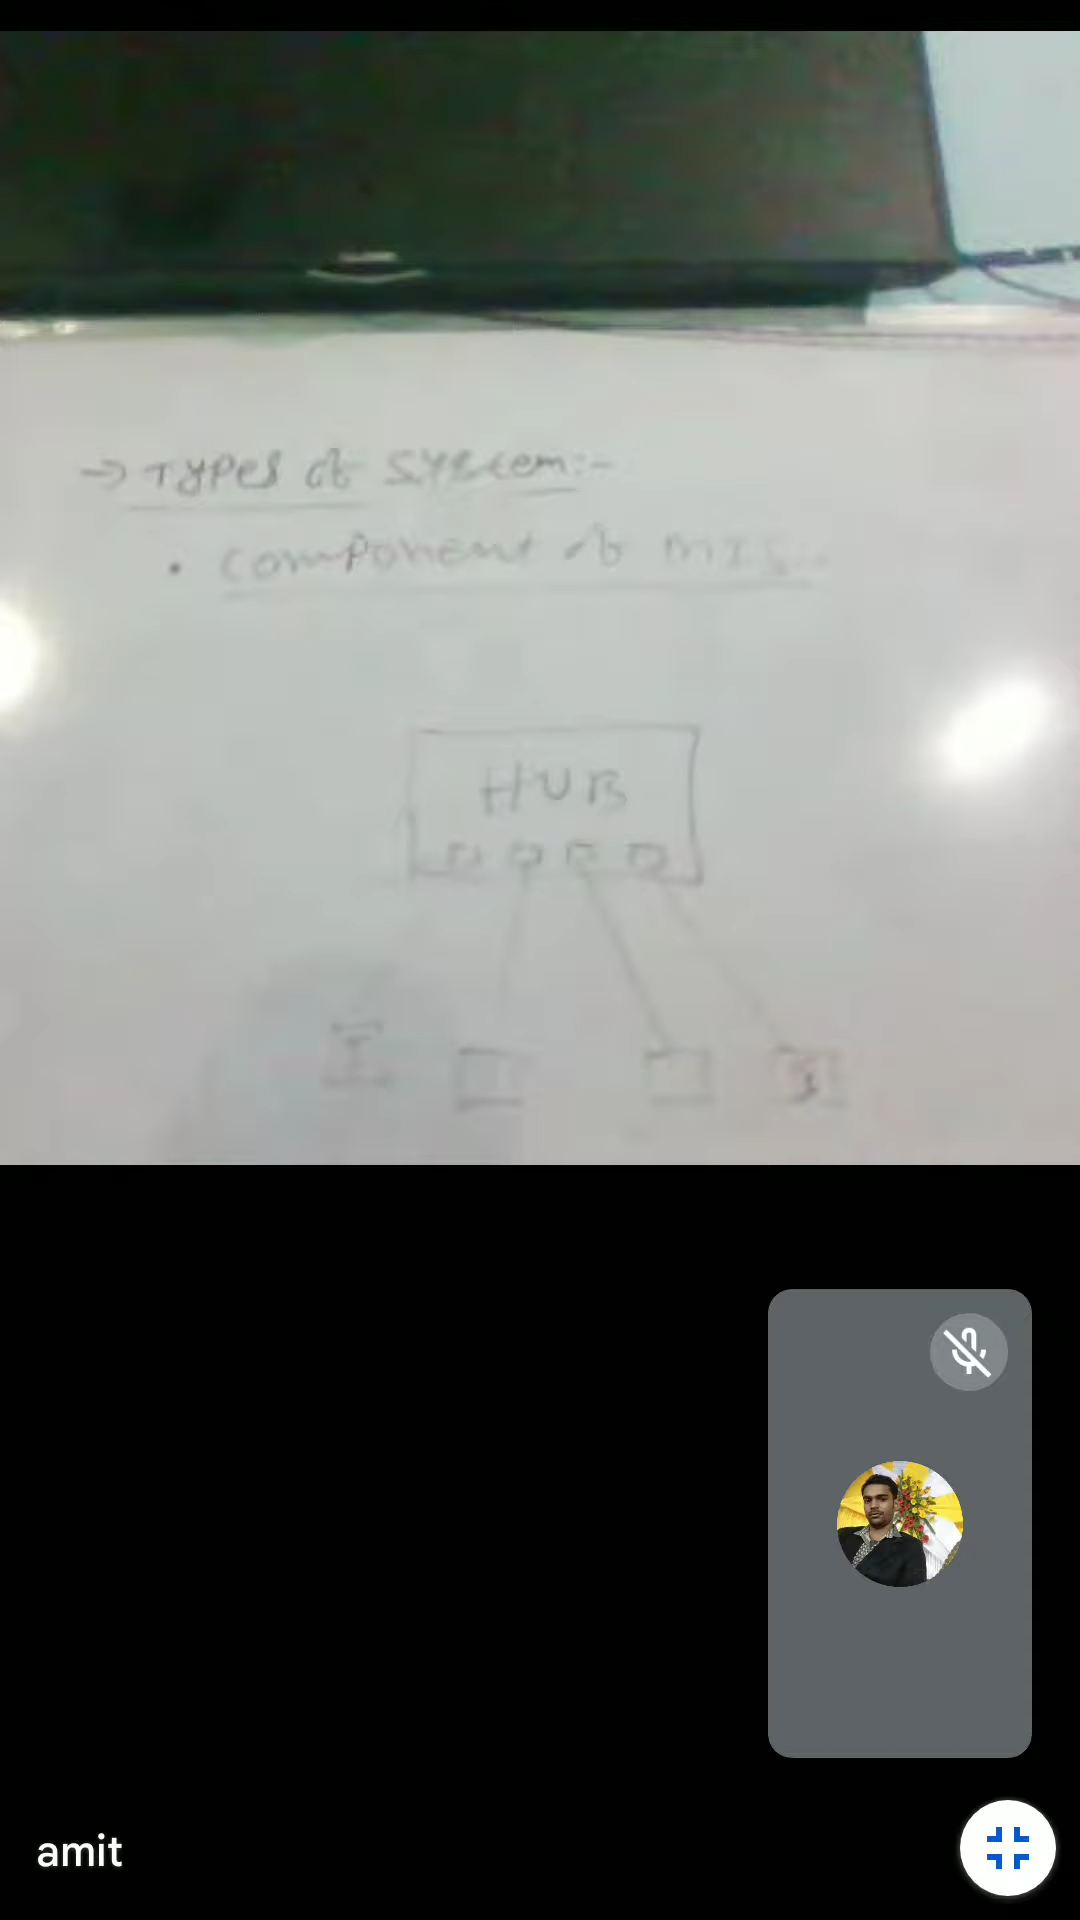 → Types of System:-
• Component of MIS:-
HUB
amit